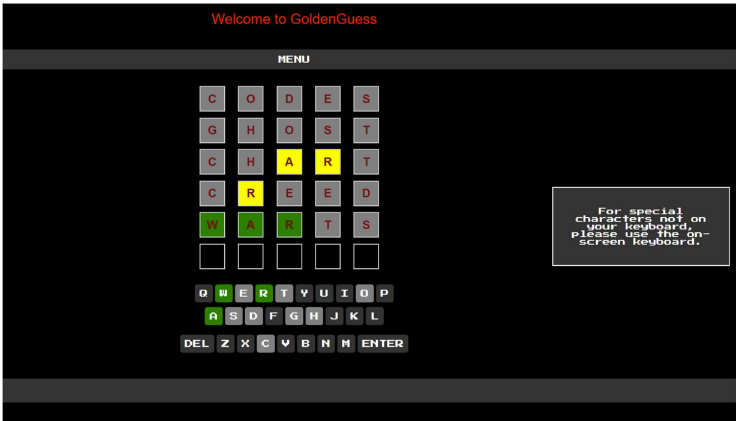 Welcome to GoldenGuess
MENU
C O D E S
G H O S T
C H A R T
C R E E D
W A R T S
Q W E R T Y U I O P
A S D F G H J K L
DEL Z X C V B N M ENTER
For special
characters not on
your keyboard,
please use the on-
screen keyboard.